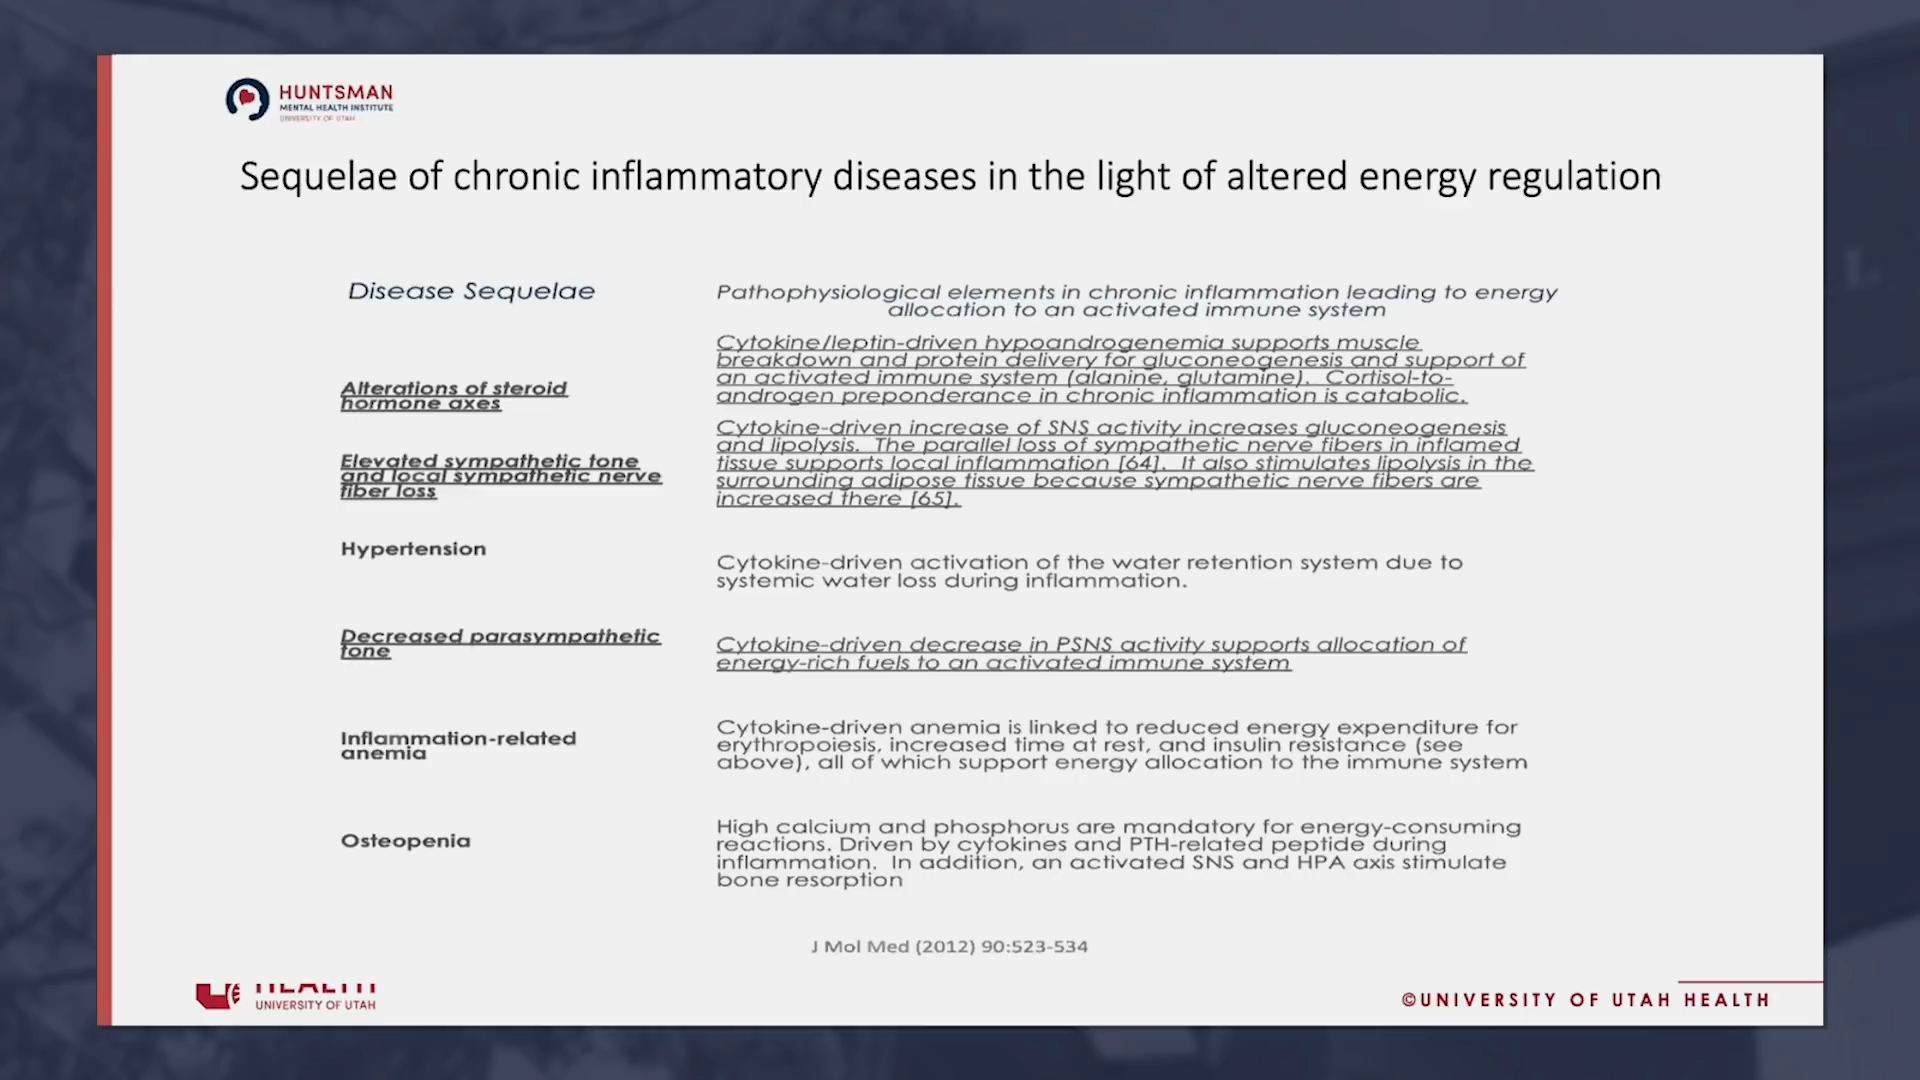 HUNTSMAN
MENTAL HEALTH INSTITUTE
UNIVERSITY OF UTAH
Sequelae of chronic inflammatory diseases in the light of altered energy regulation
Disease Sequelae
Pathophysiological elements in chronic inflammation leading to energy
allocation to an activated immune system
Alterations of steroid
hormone axes
Cytokine/leptin-driven hypoandrogenemia supports muscle
breakdown and protein delivery for gluconeogenesis and support of
an activated immune system (alanine, glutamine). Cortisol-to-
androgen preponderance in chronic inflammation is catabolic.
Elevated sympathetic tone
and local sympathetic nerve
fiber loss
Cytokine-driven increase of SNS activity increases gluconeogenesis
and lipolysis. The parallel loss of sympathetic nerve fibers in inflamed
tissue supports local inflammation [64]. It also stimulates lipolysis in the
surrounding adipose tissue because sympathetic nerve fibers are
increased there [65].
Hypertension
Cytokine-driven activation of the water retention system due to
systemic water loss during inflammation.
Decreased parasympathetic
tone
Cytokine-driven decrease in PSNS activity supports allocation of
energy-rich fuels to an activated immune system
Inflammation-related
anemia
Cytokine-driven anemia is linked to reduced energy expenditure for
erythropoiesis, increased time at rest, and insulin resistance (see
above), all of which support energy allocation to the immune system
Osteopenia
High calcium and phosphorus are mandatory for energy-consuming
reactions. Driven by cytokines and PTH-related peptide during
inflammation. In addition, an activated SNS and HPA axis stimulate
bone resorption
J Mol Med (2012) 90:523-534
HEALTH
UNIVERSITY OF UTAH
©UNIVERSITY OF UTAH HEALTH